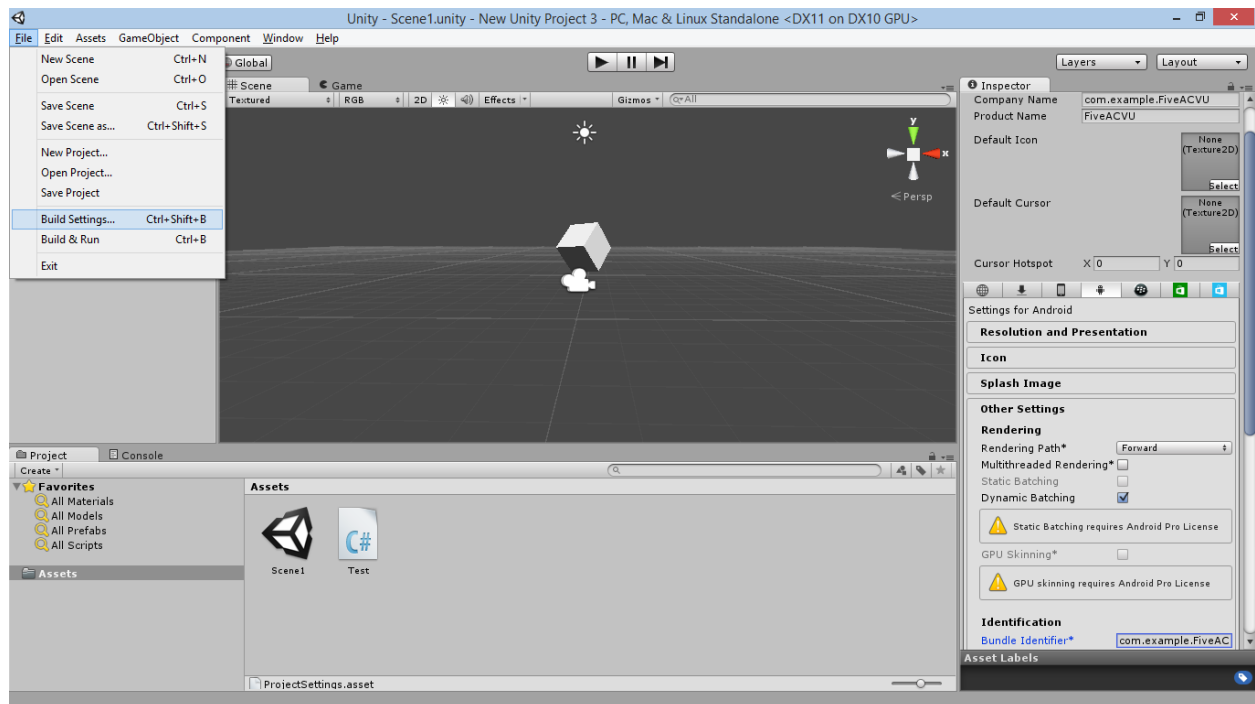 Unity - Scene1.unity - New Unity Project 3 - PC, Mac & Linux Standalone <DX11 on DX10 GPU>
File Edit Assets GameObject Component Window Help
New Scene Ctrl+N
Open Scene Ctrl+O
Save Scene Ctrl+S
Save Scene as... Ctrl+Shift+S
New Project...
Open Project...
Save Project
Build Settings... Ctrl+Shift+B
Build & Run Ctrl+B
Exit
Global
Layers Layout
Scene Game
Textured RGB 2D Effects Gizmos All
y
x
Persp
Inspector
Company Name com.example.FiveACVU
Product Name FiveACVU
Default Icon
None
(Texture2D)
Select
Default Cursor
None
(Texture2D)
Select
Cursor Hotspot X 0 Y 0
Settings for Android
Resolution and Presentation
Icon
Splash Image
Other Settings
Rendering
Rendering Path* Forward
Multithreaded Rendering*
Static Batching
Dynamic Batching
Static Batching requires Android Pro License
GPU Skinning*
GPU skinning requires Android Pro License
Identification
Bundle Identifier* com.example.FiveAC
Asset Labels
Project Console
Create
Favorites
All Materials
All Models
All Prefabs
All Scripts
Assets
Assets
C#
Scene1 Test
ProjectSettings.asset